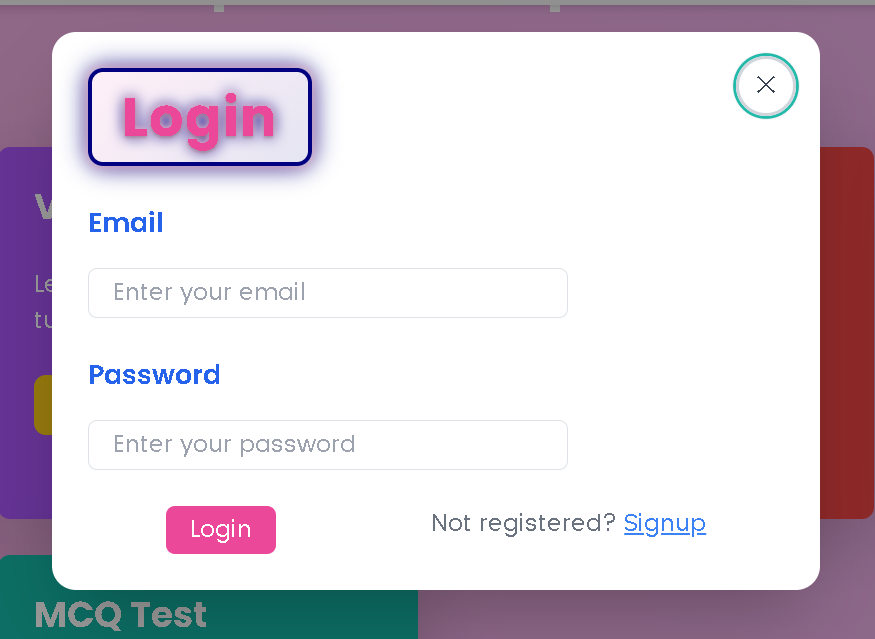 Login
Email
Enter your email
Password
Enter your password
Login
Not registered? Signup
MCQ Test